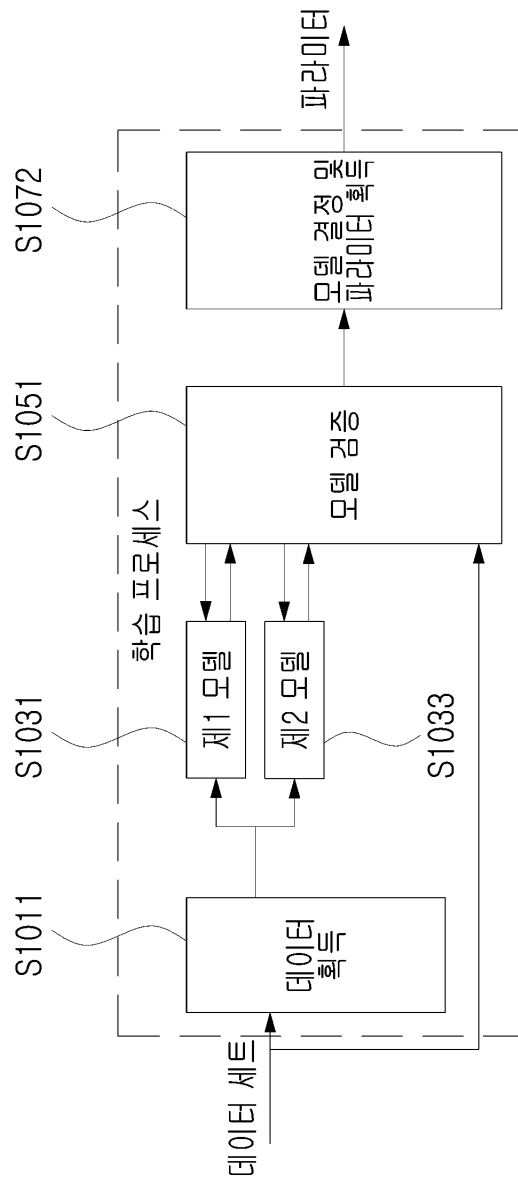 학습 프로세스
데이터 세트
S1011
데이터
획득
S1031
제1 모델
제2 모델
S1033
S1051
모델 검증
S1072
모델 결정 및
파라미터 획득
파라미터